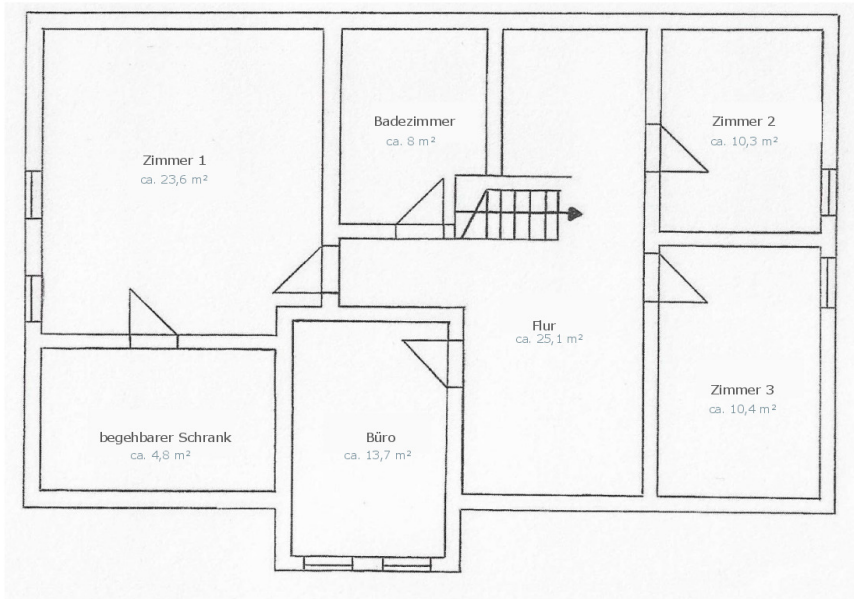 Zimmer 1
ca. 23,6 m²
Badezimmer
ca. 8 m²
Zimmer 2
ca. 10,3 m²
Flur
ca. 25,1 m²
Zimmer 3
ca. 10,4 m²
begehbarer Schrank
ca. 4,8 m²
Büro
ca. 13,7 m²